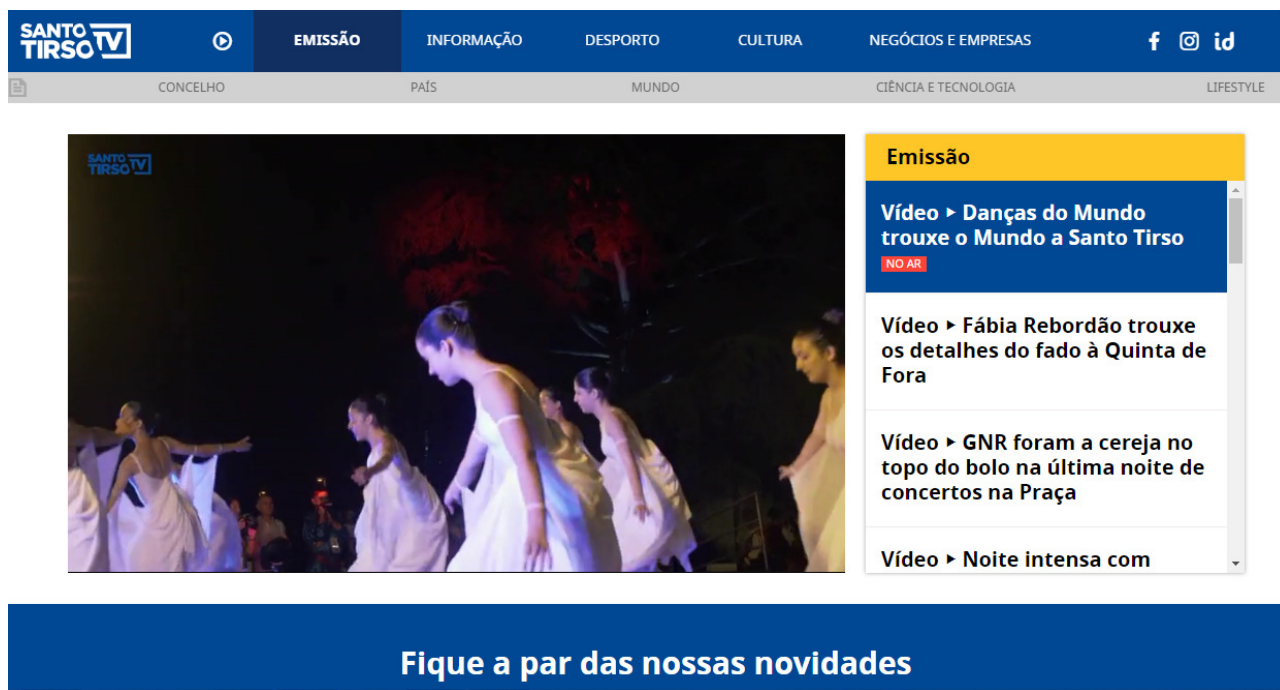 SANTO
TIRSO TV
EMISSÃO
INFORMAÇÃO
DESPORTO
CULTURA
NEGÓCIOS E EMPRESAS
f
id
CONCELHO
PAÍS
MUNDO
CIÊNCIA E TECNOLOGIA
LIFESTYLE
SANTO
TIRSO TV
Emissão
Vídeo ▸ Danças do Mundo
trouxe o Mundo a Santo Tirso
NO AR
Vídeo ▸ Fábia Rebordão trouxe
os detalhes do fado à Quinta de
Fora
Vídeo ▸ GNR foram a cereja no
topo do bolo na última noite de
concertos na Praça
Vídeo ▸ Noite intensa com
Fique a par das nossas novidades